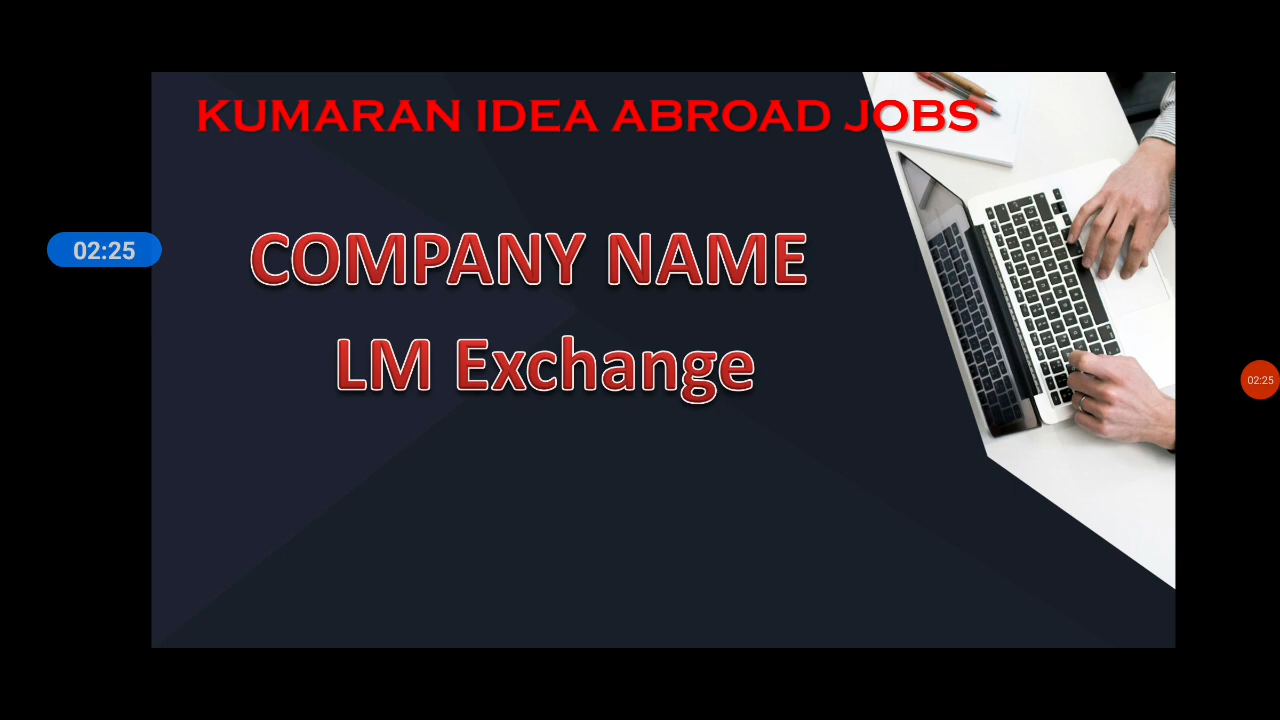 KUMARAN IDEA ABROAD JOBS
COMPANY NAME
02:25
LM Exchange
02:25